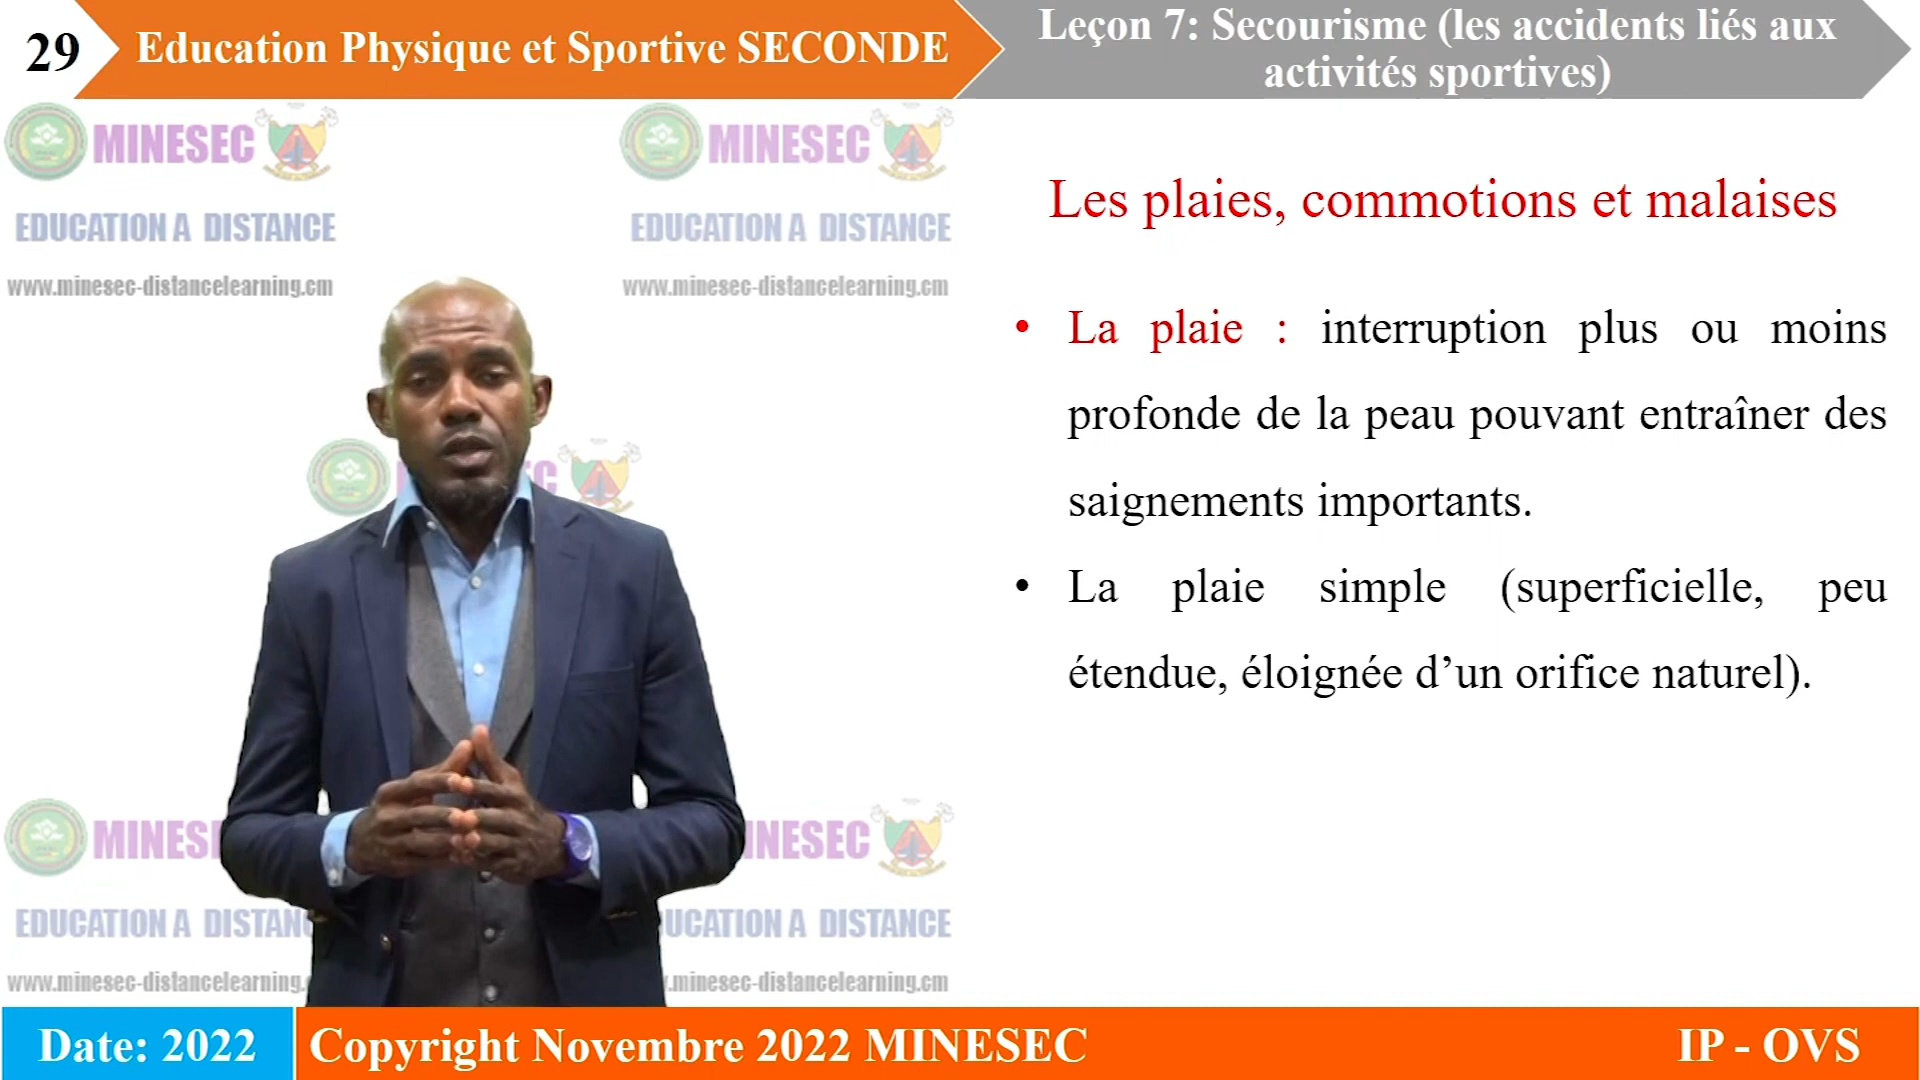 29
Education Physique et Sportive SECONDE
Leçon 7: Secourisme (les accidents liés aux
activités sportives)
MINESEC
EDUCATION A DISTANCE
www.minesec-distancelearning.cm
MINESEC
EDUCATION A DISTANCE
www.minesec-distancelearning.cm
Les plaies, commotions et malaises
• La plaie : interruption plus ou moins
profonde de la peau pouvant entraîner des
saignements importants.
• La plaie simple (superficielle, peu
étendue, éloignée d’un orifice naturel).
EC
MINESE
EDUCATION A DISTAN
www.minesec-distancelearning.
INESEC
UCATION A DISTANCE
.minesec-distancelearning.cm
Date: 2022
Copyright Novembre 2022 MINESEC
IP - OVS